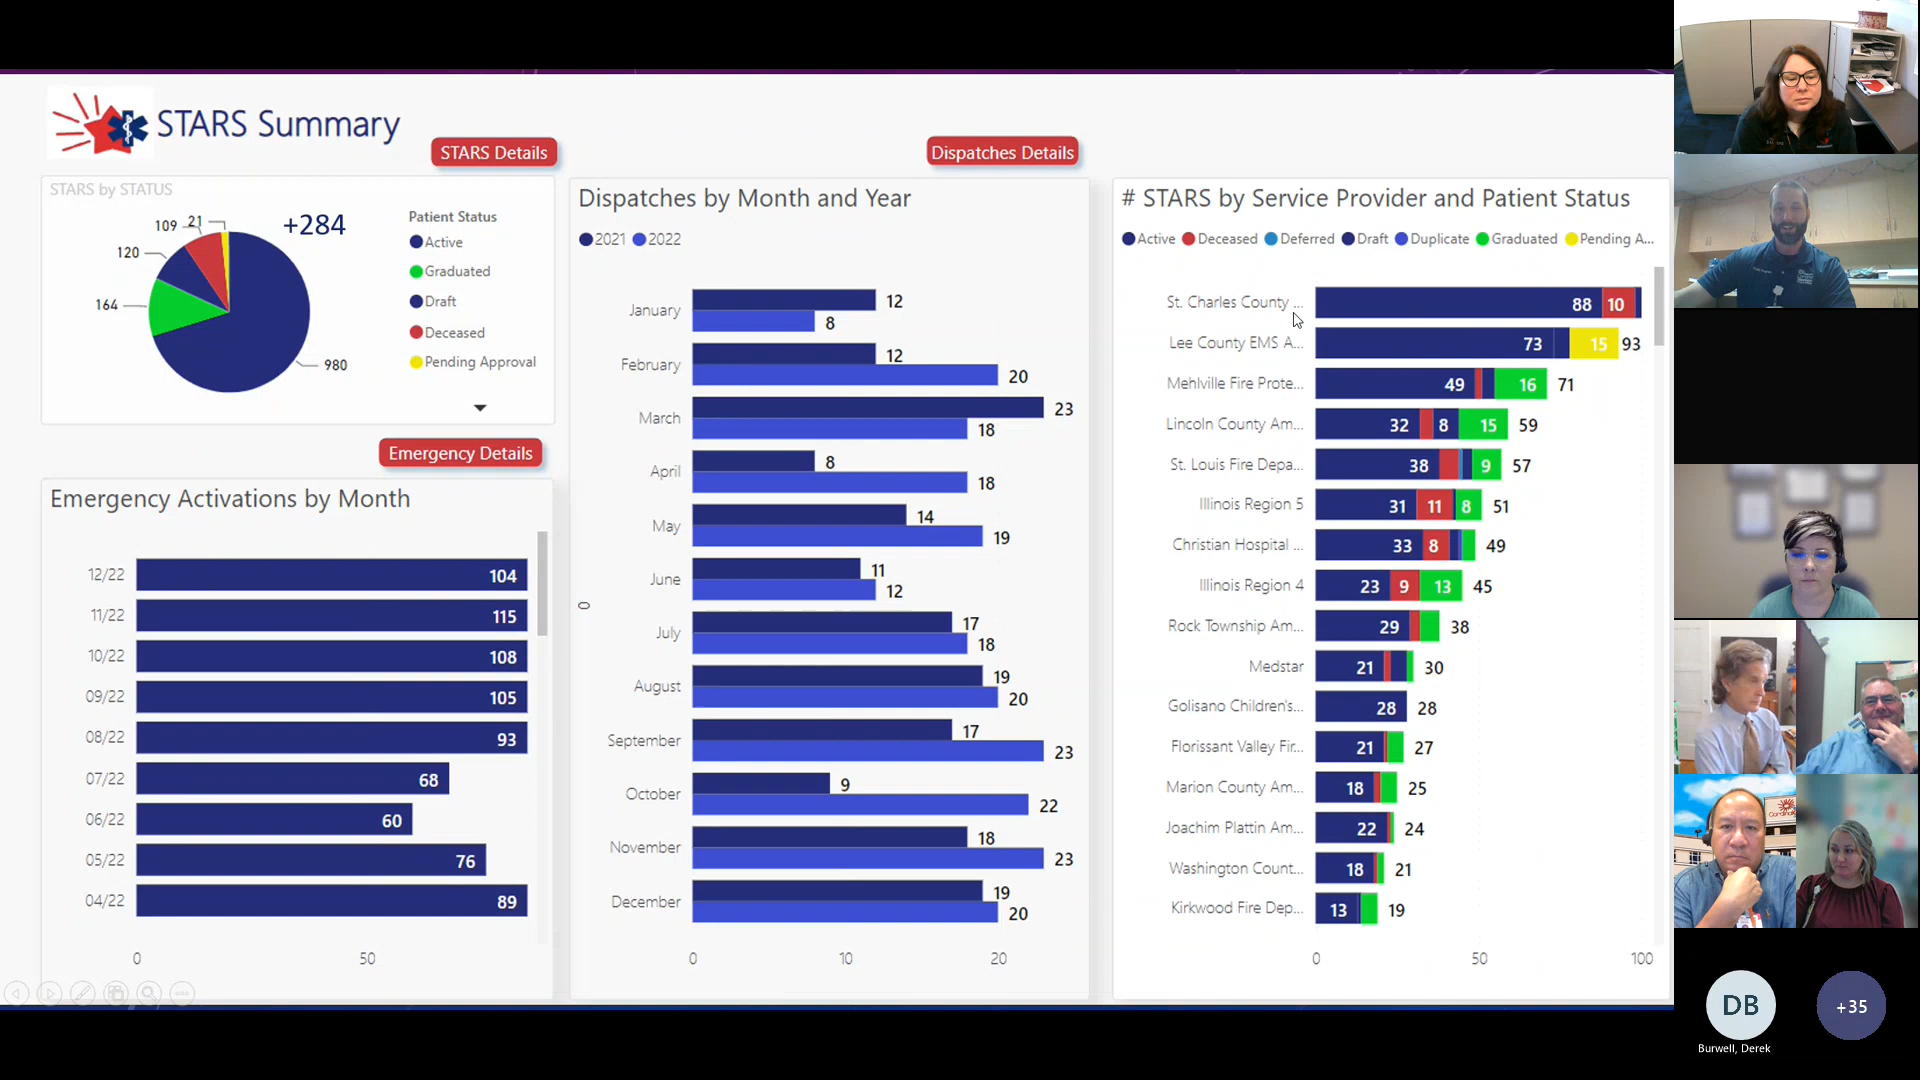 STARS Summary
STARS Details
Dispatches Details
STARS by STATUS
109
21
+284
120
164
980
Patient Status
Active
Graduated
Draft
Deceased
Pending Approval
Emergency Details
Emergency Activations by Month
12/22 104
11/22 115
10/22 108
09/22 105
08/22 93
07/22 68
06/22 60
05/22 76
04/22 89
0 50
Dispatches by Month and Year
2021 2022
January 12
8
February 12
20
March 23
18
April 8
18
May 14
19
June 11
12
July 17
18
August 19
20
September 17
23
October 9
22
November 18
23
December 19
20
0
0 10 20
# STARS by Service Provider and Patient Status
Active Deceased Deferred Draft Duplicate Graduated Pending A...
St. Charles County ... 88 10
Lee County EMS A... 73 15 93
Mehlville Fire Prote... 49 16 71
Lincoln County Am... 32 8 15 59
St. Louis Fire Depa... 38 9 57
Illinois Region 5 31 11 8 51
Christian Hospital ... 33 8 49
Illinois Region 4 23 9 13 45
Rock Township Am... 29 38
Medstar 21 30
Golisano Children's... 28 28
Florissant Valley Fir... 21 27
Marion County Am... 18 25
Joachim Plattin Am... 22 24
Washington Count... 18 21
Kirkwood Fire Dep... 13 19
0 50 100
DB
Burwell, Derek
+35